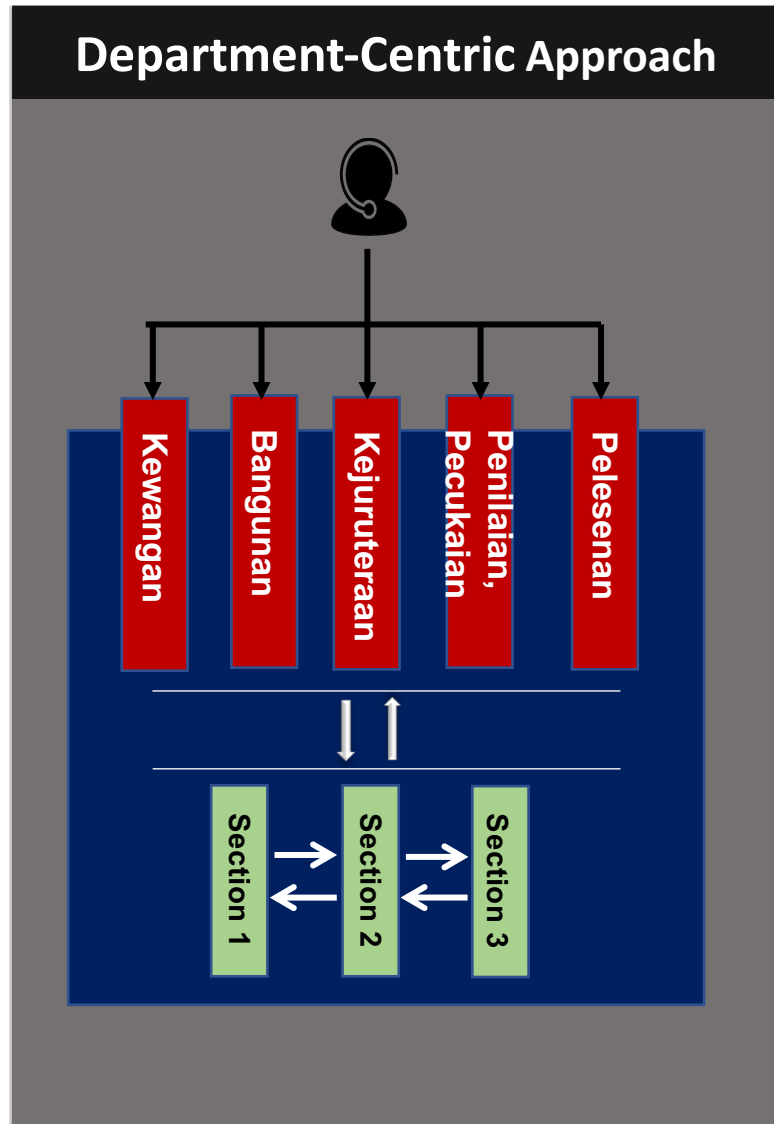 Department-Centric Approach
Kewangan
Bangunan
Kejuruteraan
Penilaian,
Pecukaian
Pelesenan
Section 1
Section 2
Section 3